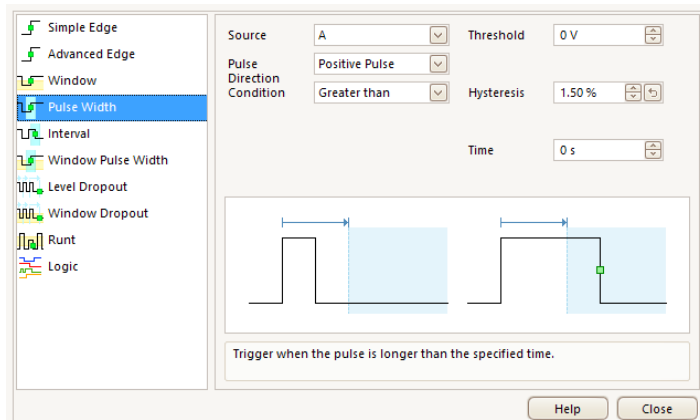 Simple Edge
Advanced Edge
Window
Pulse Width
Interval
Window Pulse Width
Level Dropout
Window Dropout
Runt
Logic
Source A Threshold 0 V
Pulse Direction Positive Pulse
Condition Greater than Hysteresis 1.50 %
Time 0 s
Trigger when the pulse is longer than the specified time.
Help Close